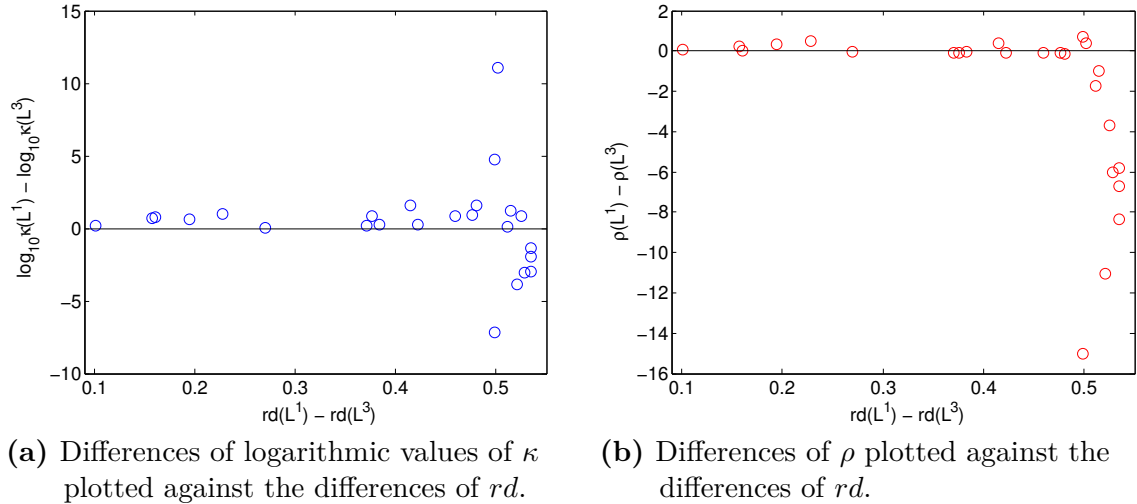 15
10
5
0
−5
−10
0.1 0.2 0.3 0.4 0.5
log₁₀κ(L¹) − log₁₀κ(L³)
rd(L¹) − rd(L³)
(a) Differences of logarithmic values of κ
plotted against the differences of rd.
2
0
−2
−4
−6
−8
−10
−12
−14
−16
0.1 0.2 0.3 0.4 0.5
ρ(L¹) − ρ(L³)
rd(L¹) − rd(L³)
(b) Differences of ρ plotted against the
differences of rd.